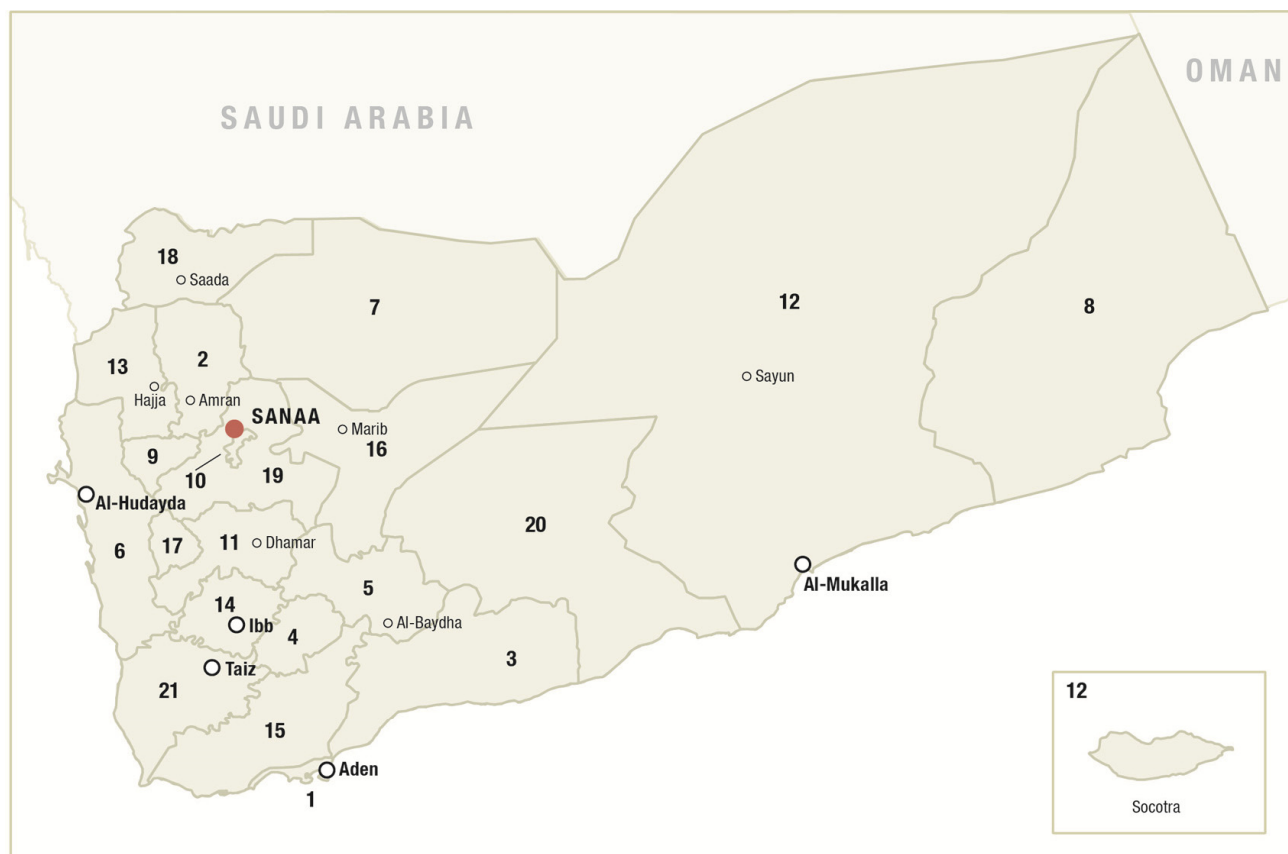 OMAN
SAUDI ARABIA
18
Saada
7
12
8
13
2
Hajja
Amran
Sayun
SANAA
Marib
16
9
10
19
Al-Hudayda
20
6
17
11
Dhamar
Al-Mukalla
5
14
Ibb
4
Al-Baydha
3
Taiz
21
15
Aden
1
12
Socotra